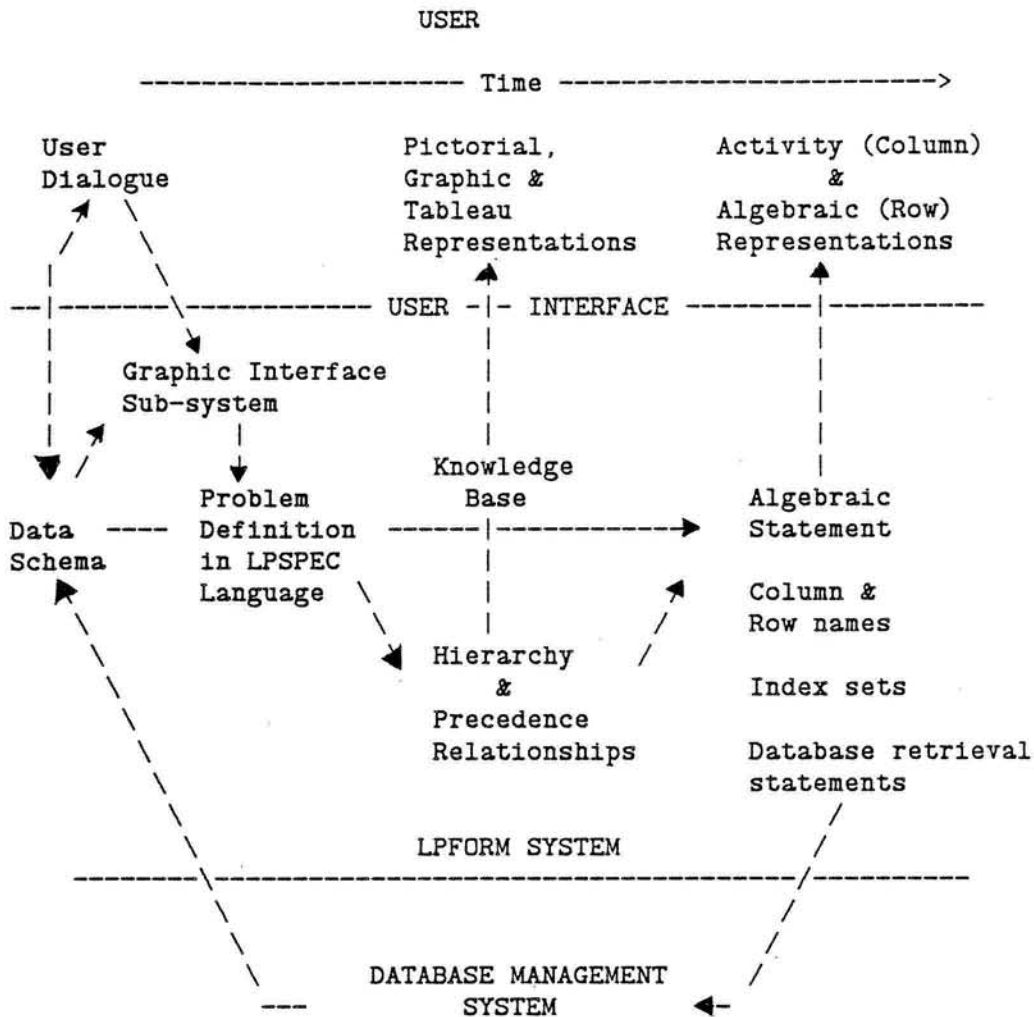 USER
Time
User
Dialogue
Pictorial,
Graphic &
Tableau
Representations
Activity (Column)
&
Algebraic (Row)
Representations
USER INTERFACE
Graphic Interface
Sub-system
Data
Schema
Problem
Definition
in LPSPEC
Language
Knowledge
Base
Hierarchy
&
Precedence
Relationships
Algebraic
Statement
Column &
Row names
Index sets
Database retrieval
statements
LPFORM SYSTEM
DATABASE MANAGEMENT
SYSTEM